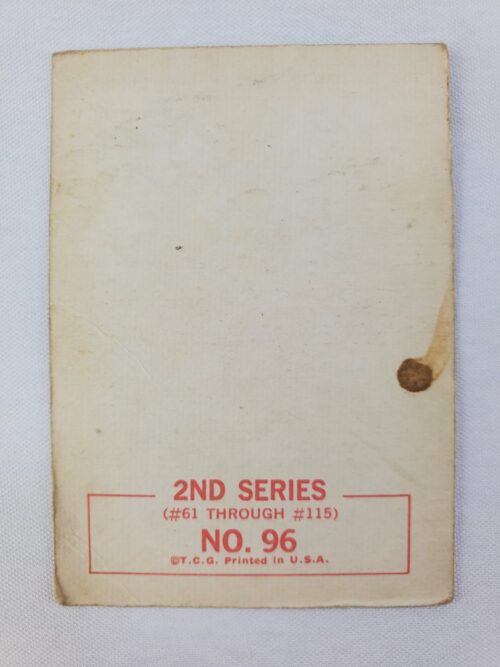 2ND SERIES
(#61 THROUGH #115)
NO. 96
©T.C.G. Printed in U.S.A.